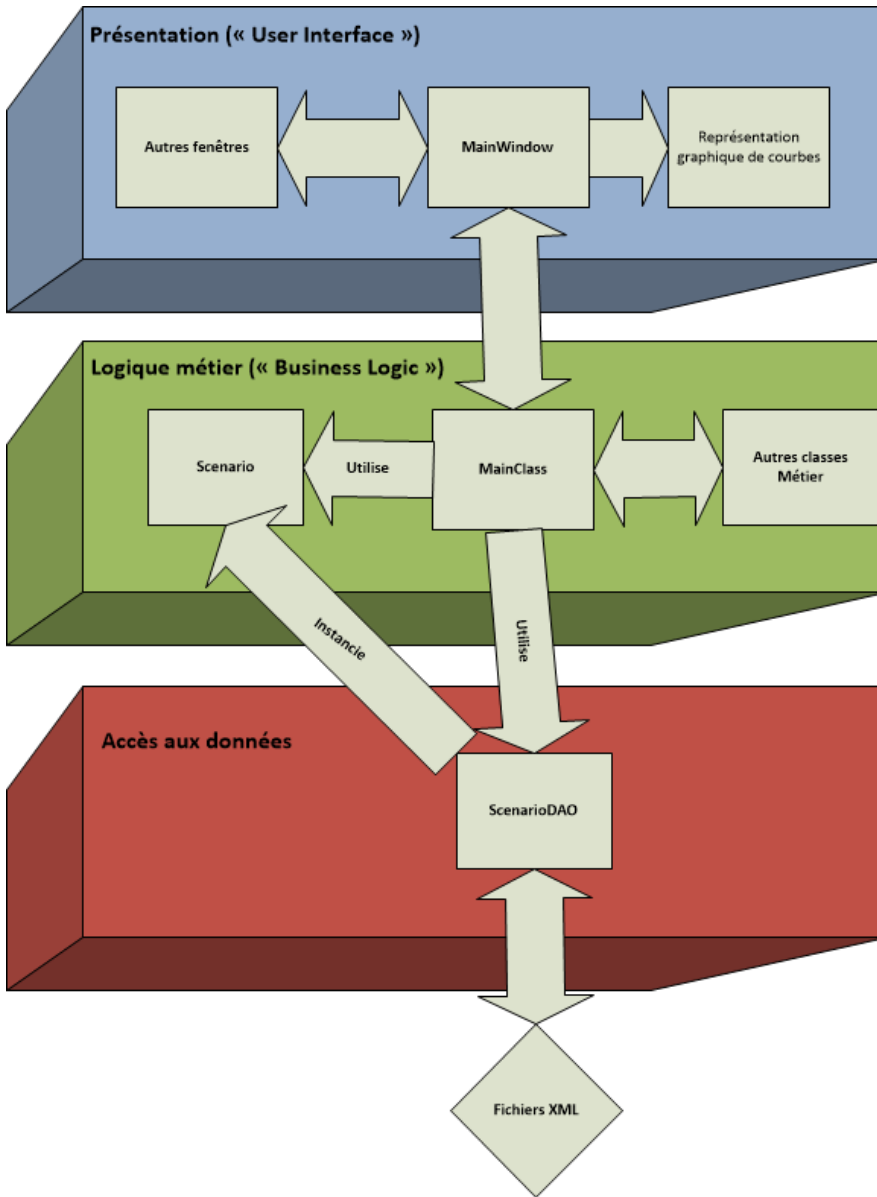 Présentation (« User Interface »)
Autres fenêtres
MainWindow
Représentation
graphique de courbes
Logique métier (« Business Logic »)
Scenario
Utilise
MainClass
Autres classes
Métier
Instancie
Utilise
Accès aux données
ScenarioDAO
Fichiers XML